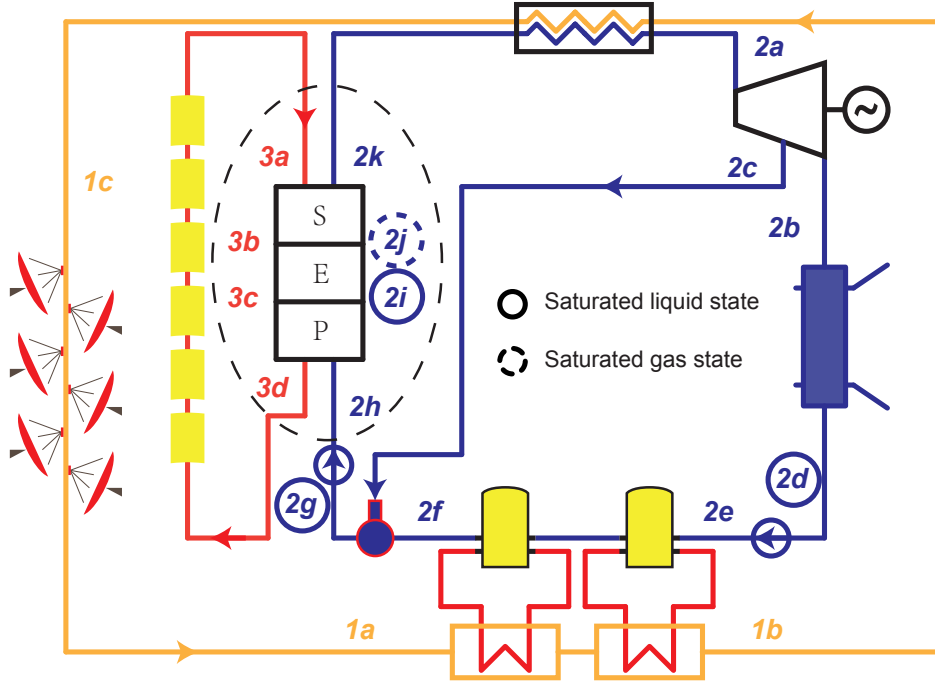 2a
1c
3a
2k
2c
S
2b
3b
2j
E
3c
2i
Saturated liquid state
P
Saturated gas state
3d
2h
2g
2f
2e
2d
1a
1b